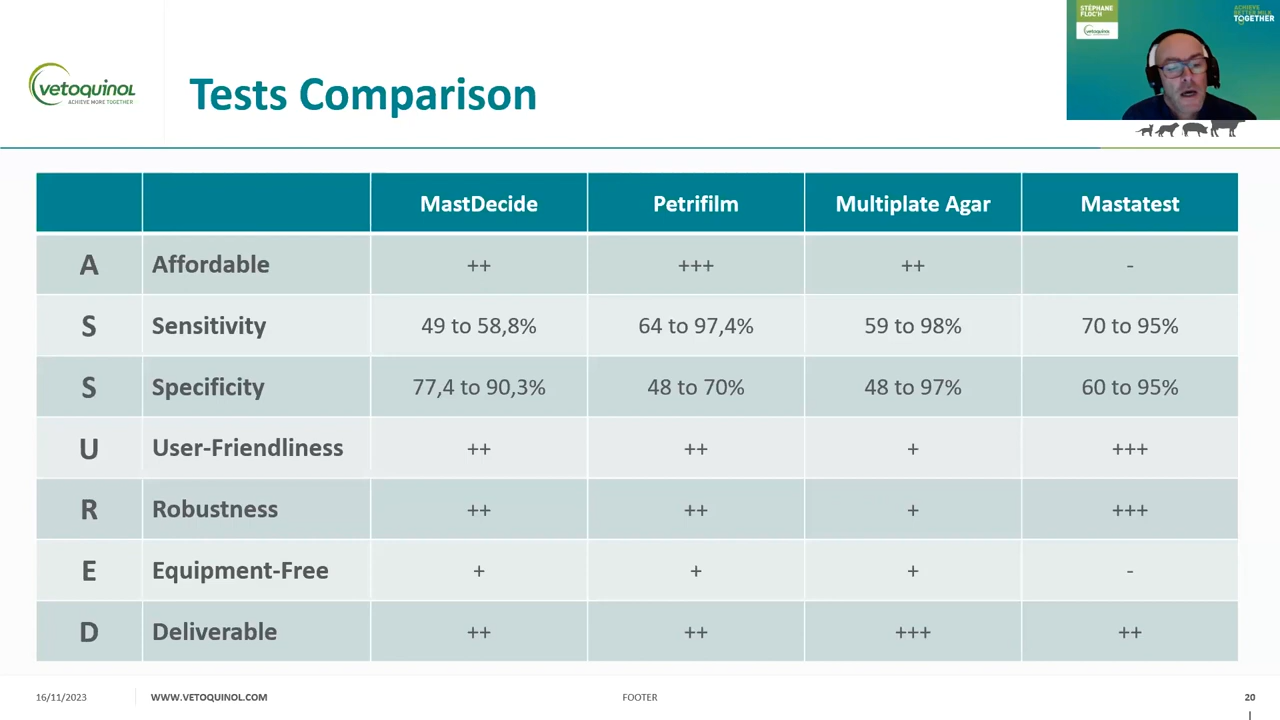 STÉPHANE
FLOC'H
vetoquinol
ACHIEVE
BETTER MILK
TOGETHER
vetoquinol
ACHIEVE MORE TOGETHER
Tests Comparison
MastDecide Petrifilm Multiplate Agar Mastatest
A Affordable ++ +++ ++ -
S Sensitivity 49 to 58,8% 64 to 97,4% 59 to 98% 70 to 95%
S Specificity 77,4 to 90,3% 48 to 70% 48 to 97% 60 to 95%
U User-Friendliness ++ ++ + +++
R Robustness ++ ++ + +++
E Equipment-Free + + + -
D Deliverable ++ ++ +++ ++
16/11/2023 WWW.VETOQUINOL.COM FOOTER 20